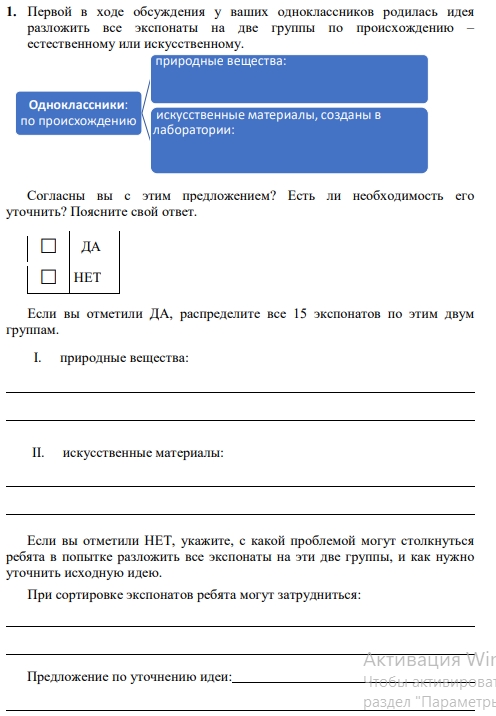 1. Первой в ходе обсуждения у ваших одноклассников родилась идея
разложить все экспонаты на две группы по происхождению –
естественному или искусственному.
природные вещества:
Одноклассники:
по происхождению
искусственные материалы, созданы в
лаборатории:
Согласны вы с этим предложением? Есть ли необходимость его
уточнить? Поясните свой ответ.
ДА
НЕТ
Если вы отметили ДА, распределите все 15 экспонатов по этим двум
группам.
I. природные вещества:
II. искусственные материалы:
Если вы отметили НЕТ, укажите, с какой проблемой могут столкнуться
ребята в попытке разложить все экспонаты на эти две группы, и как нужно
уточнить исходную идею.
При сортировке экспонатов ребята могут затрудниться:
Активация Wir
Предложение по уточнению идеи:
Чтобы активироват
раздел "Параметры